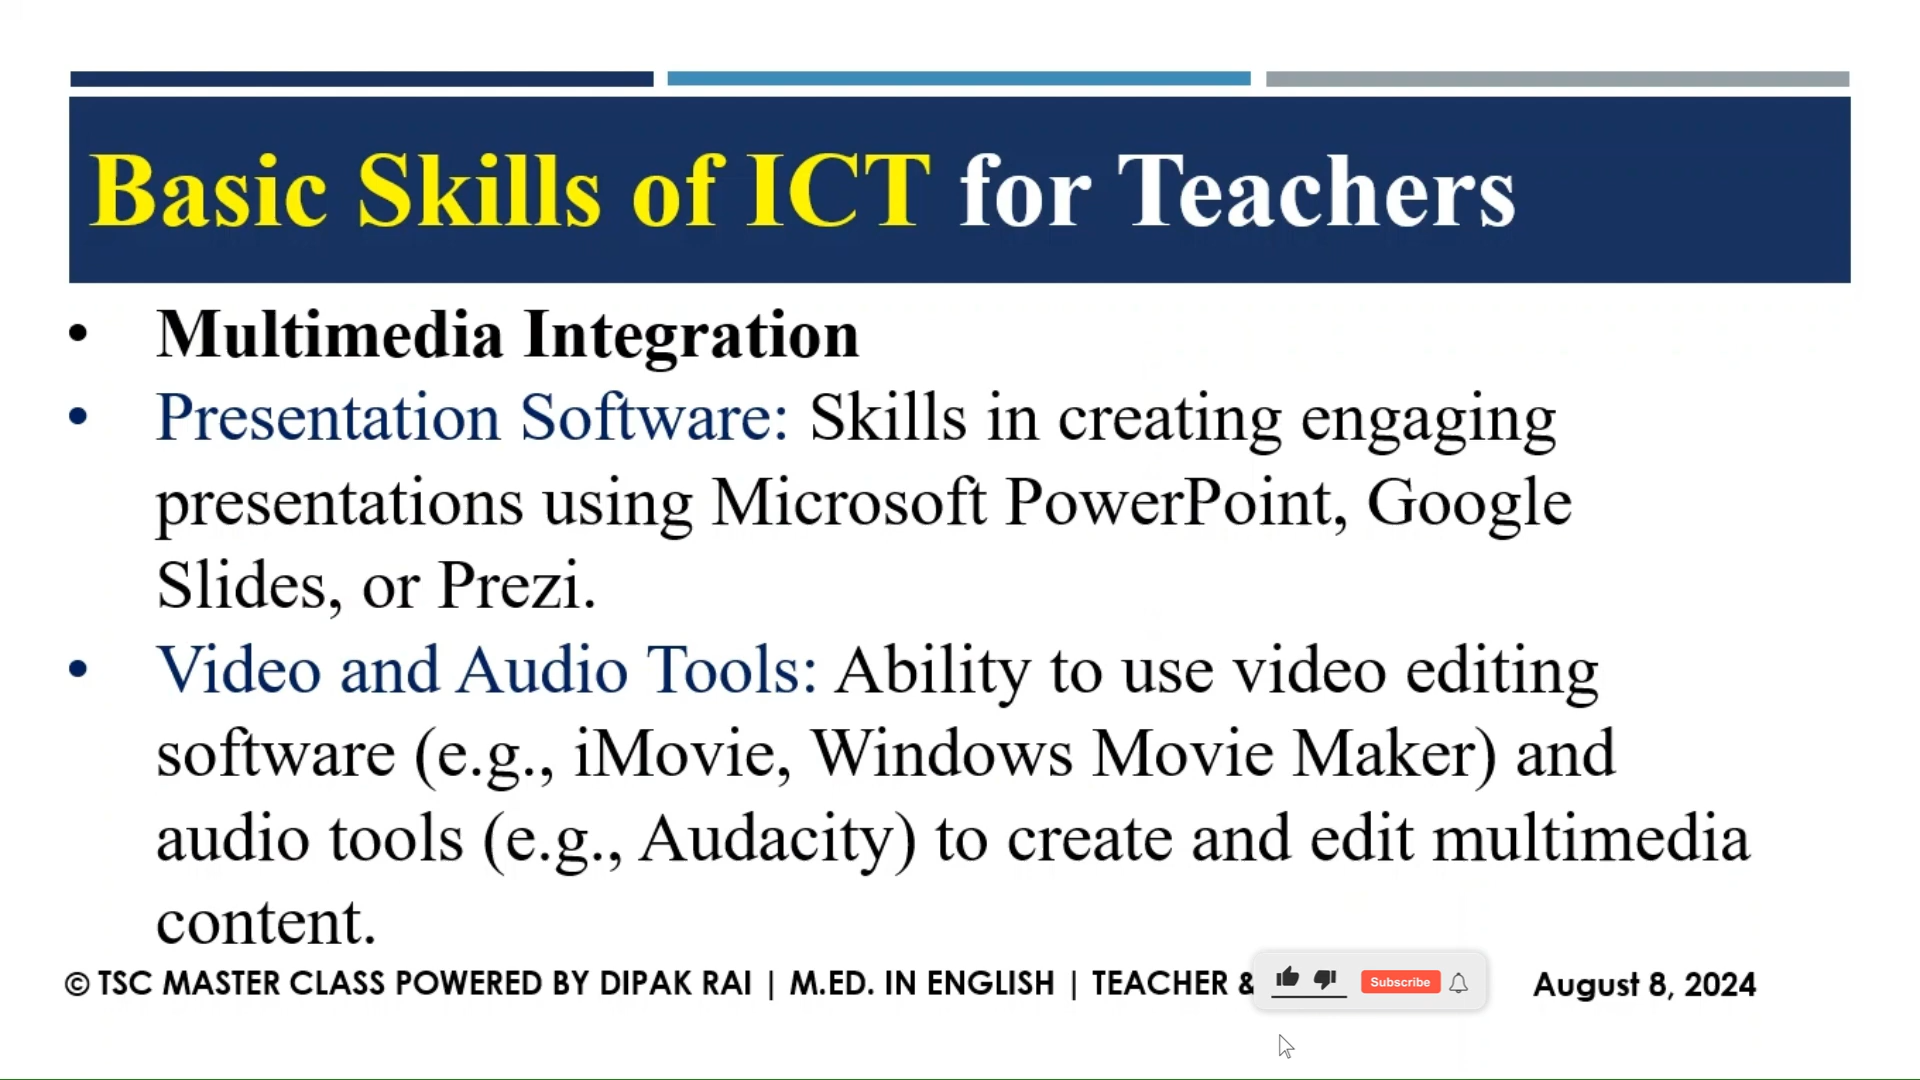 Basic Skills of ICT for Teachers
• Multimedia Integration
• Presentation Software: Skills in creating engaging
presentations using Microsoft PowerPoint, Google
Slides, or Prezi.
• Video and Audio Tools: Ability to use video editing
software (e.g., iMovie, Windows Movie Maker) and
audio tools (e.g., Audacity) to create and edit multimedia
content.
© TSC MASTER CLASS POWERED BY DIPAK RAI | M.ED. IN ENGLISH | TEACHER &
Subscribe
August 8, 2024